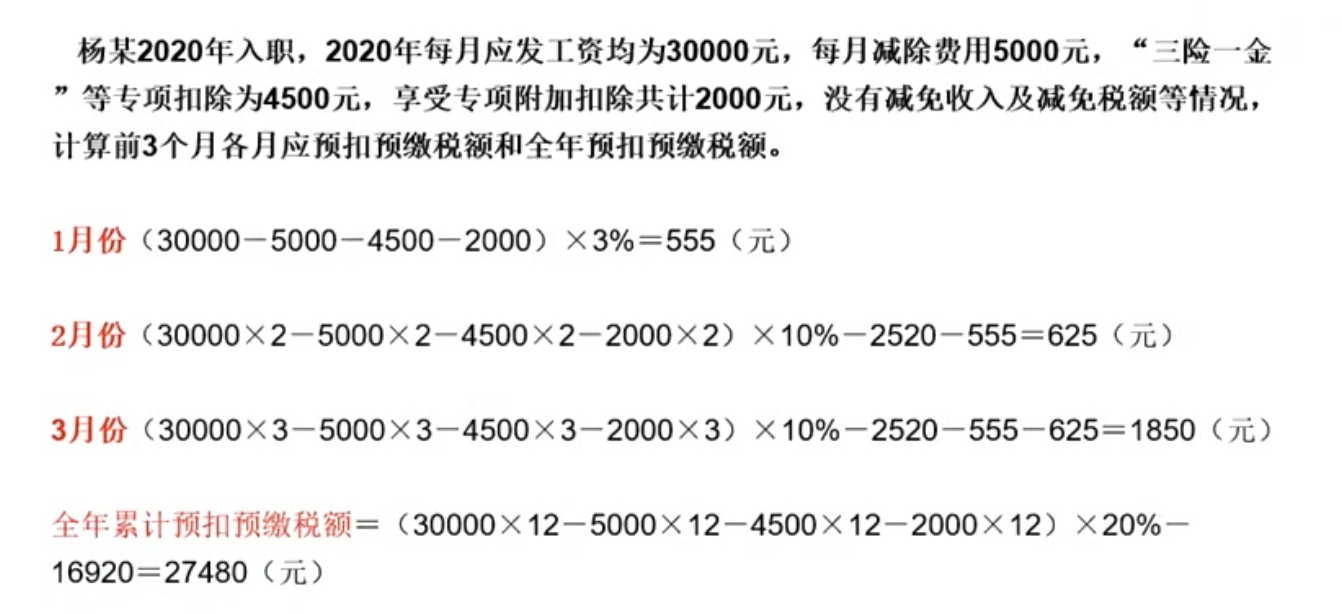 杨某2020年入职，2020年每月应发工资均为30000元，每月减除费用5000元，“三险一金
”等专项扣除为4500元，享受专项附加扣除共计2000元，没有减免收入及减免税额等情况，
计算前3个月各月应预扣预缴税额和全年预扣预缴税额。
1月份（30000－5000－4500－2000）×3%＝555（元）
2月份（30000×2－5000×2－4500×2－2000×2）×10%－2520－555＝625（元）
3月份（30000×3－5000×3－4500×3－2000×3）×10%－2520－555－625＝1850（元）
全年累计预扣预缴税额＝（30000×12－5000×12－4500×12－2000×12）×20%－
16920＝27480（元）